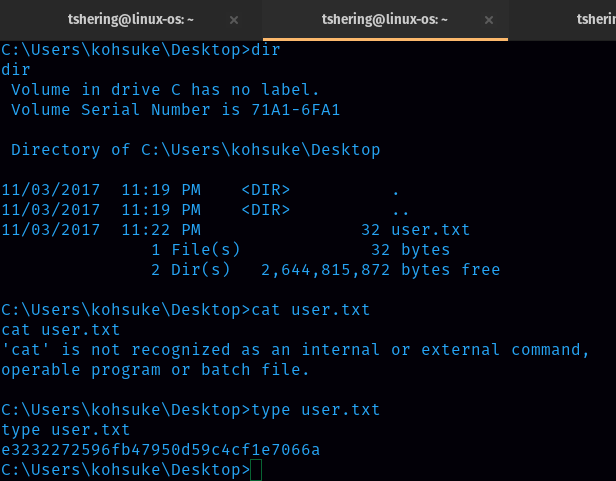 tshering@linux-os: ~ × tshering@linux-os: ~ × tsherin
C:\Users\kohsuke\Desktop>dir
dir
 Volume in drive C has no label.
 Volume Serial Number is 71A1-6FA1
 Directory of C:\Users\kohsuke\Desktop
11/03/2017  11:19 PM    <DIR>          .
11/03/2017  11:19 PM    <DIR>          ..
11/03/2017  11:22 PM                32 user.txt
               1 File(s)             32 bytes
               2 Dir(s)   2,644,815,872 bytes free
C:\Users\kohsuke\Desktop>cat user.txt
cat user.txt
'cat' is not recognized as an internal or external command,
operable program or batch file.
C:\Users\kohsuke\Desktop>type user.txt
type user.txt
e3232272596fb47950d59c4cf1e7066a
C:\Users\kohsuke\Desktop>